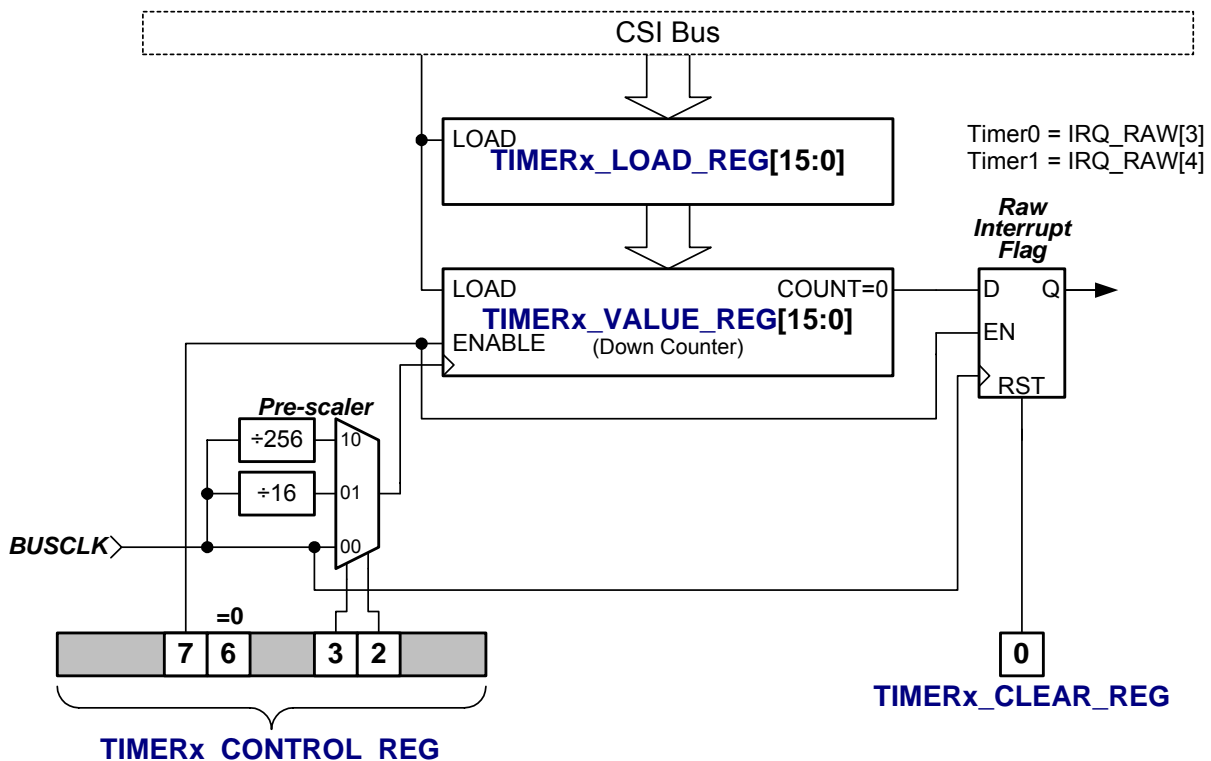 CSI Bus
LOAD
TIMERx_LOAD_REG[15:0]
Timer0 = IRQ_RAW[3]
Timer1 = IRQ_RAW[4]
Raw
Interrupt
Flag
LOAD
COUNT=0
TIMERx_VALUE_REG[15:0]
ENABLE
(Down Counter)
D
Q
EN
RST
Pre-scaler
÷256
10
÷16
01
BUSCLK
00
=0
7
6
3
2
0
TIMERx_CLEAR_REG
TIMERx_CONTROL_REG